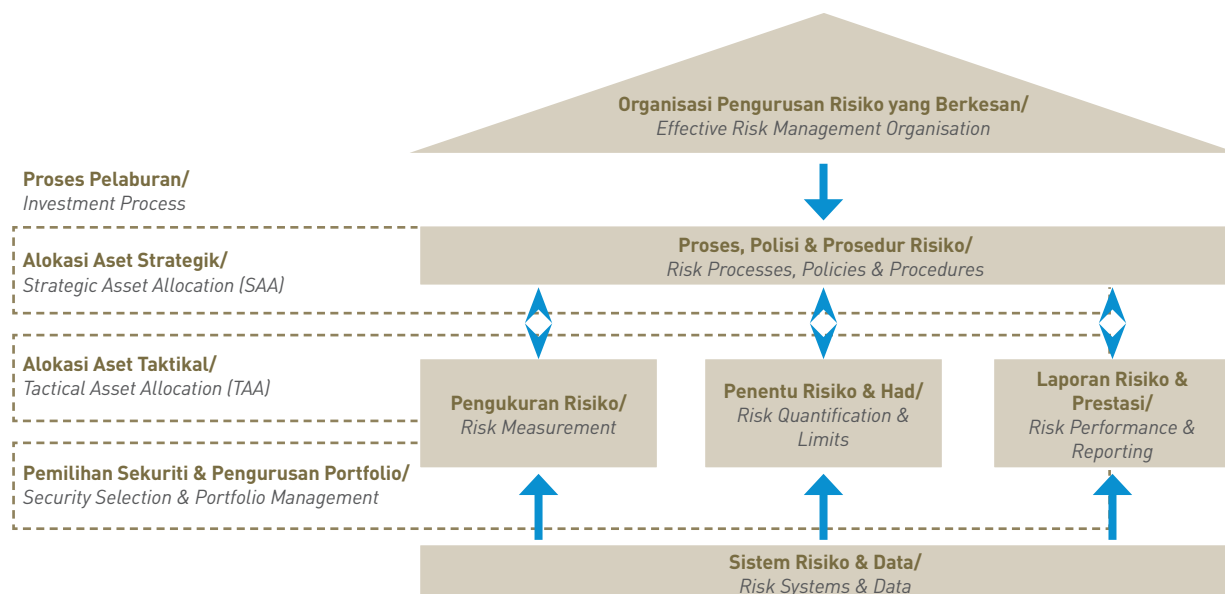 Organisasi Pengurusan Risiko yang Berkesan/
Effective Risk Management Organisation
Proses Pelaburan/
Investment Process
Alokasi Aset Strategik/
Strategic Asset Allocation (SAA)
Proses, Polisi & Prosedur Risiko/
Risk Processes, Policies & Procedures
Alokasi Aset Taktikal/
Tactical Asset Allocation (TAA)
Pengukuran Risiko/
Risk Measurement
Penentu Risiko & Had/
Risk Quantification &
Limits
Laporan Risiko &
Prestasi/
Risk Performance &
Reporting
Pemilihan Sekuriti & Pengurusan Portfolio/
Security Selection & Portfolio Management
Sistem Risiko & Data/
Risk Systems & Data